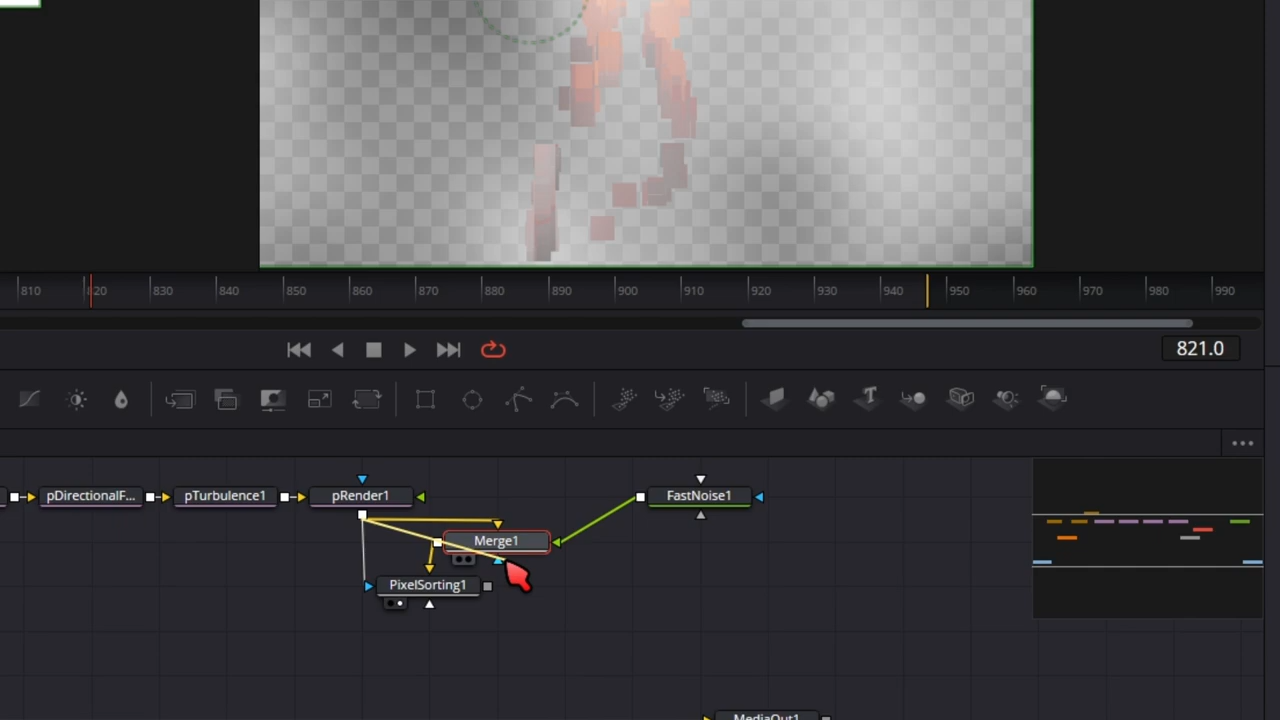 810 820 830 840 850 860 870 880 890 900 910 920 930 940 950 960 970 980 990
821.0
pDirectionalF... pTurbulence1 pRender1 FastNoise1
Merge1
PixelSorting1
MediaOut1